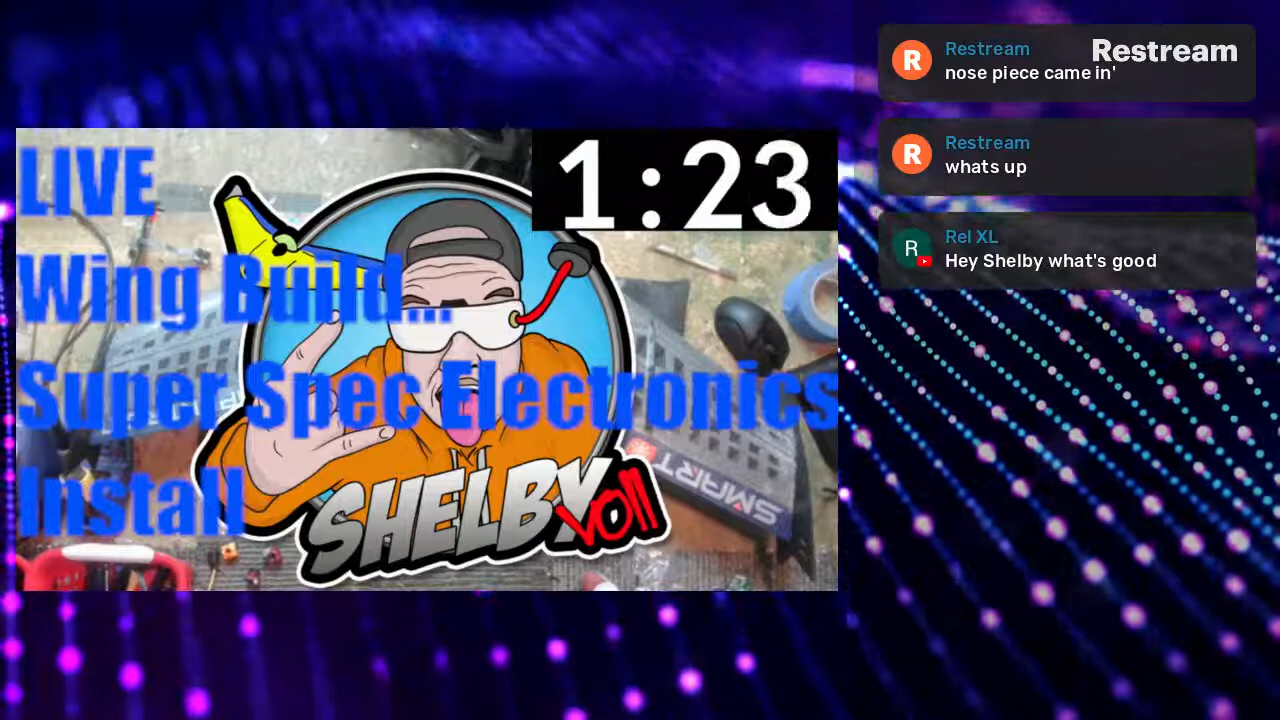 LIVE
Wing Build...
Super Spec Electronics
Install
1:23
SHELBY
Voll
SMART
R
Restream
nose piece came in'
Restream
R
Restream
whats up
R
Rel XL
Hey Shelby what's good